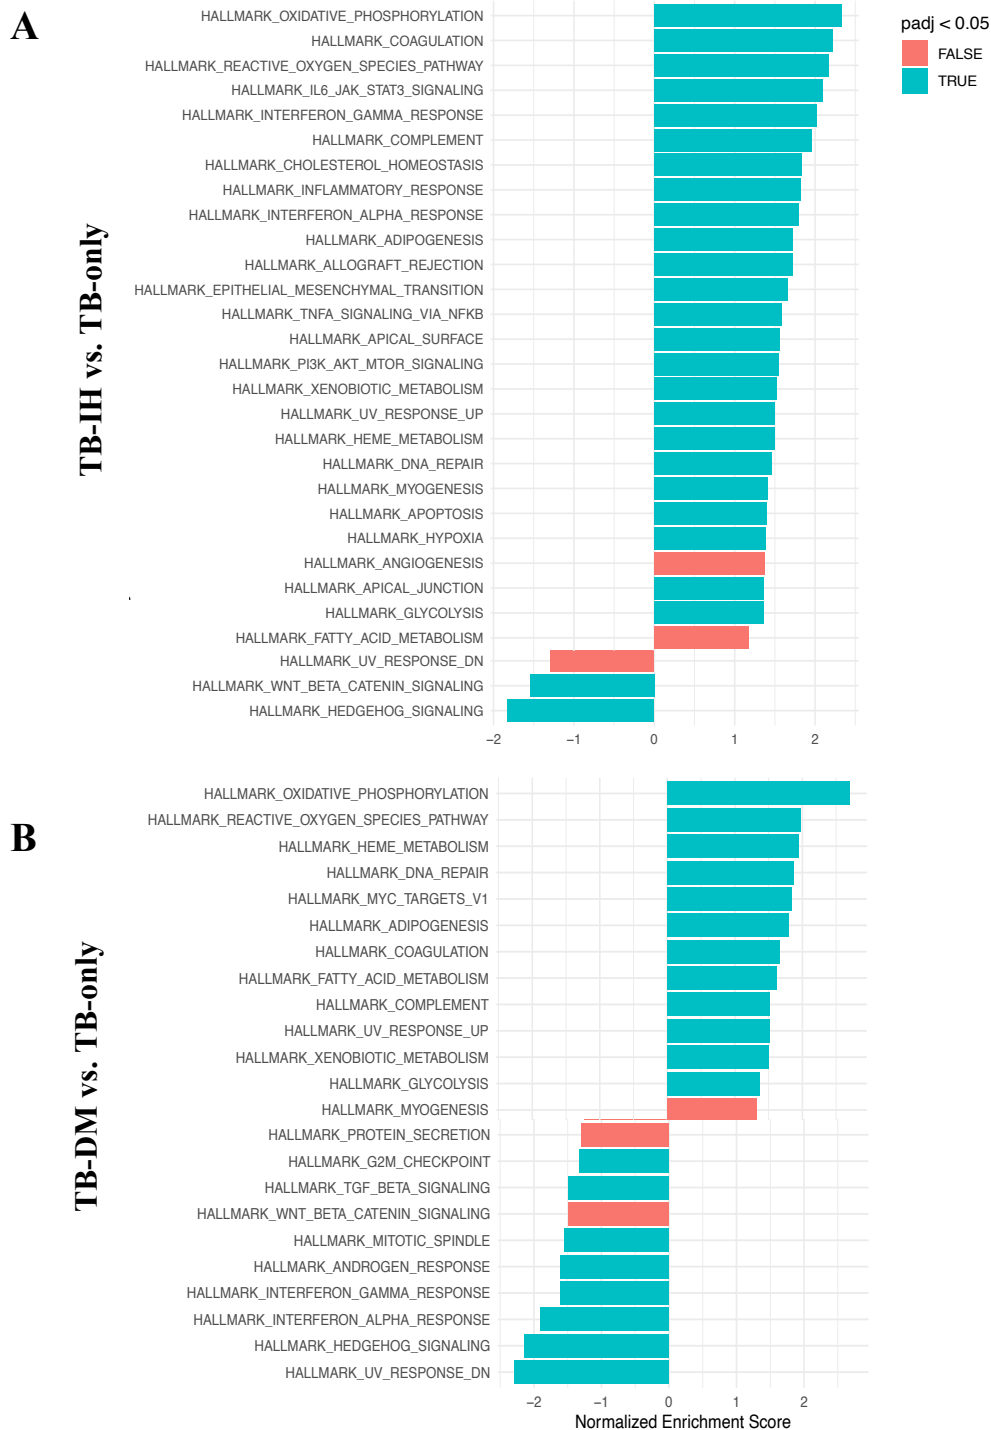 A
HALLMARK_OXIDATIVE_PHOSPHORYLATION
HALLMARK_COAGULATION
HALLMARK_REACTIVE_OXYGEN_SPECIES_PATHWAY
HALLMARK_IL6_JAK_STAT3_SIGNALING
HALLMARK_INTERFERON_GAMMA_RESPONSE
HALLMARK_COMPLEMENT
HALLMARK_CHOLESTEROL_HOMEOSTASIS
HALLMARK_INFLAMMATORY_RESPONSE
HALLMARK_INTERFERON_ALPHA_RESPONSE
HALLMARK_ADIPOGENESIS
HALLMARK_ALLOGRAFT_REJECTION
HALLMARK_EPITHELIAL_MESENCHYMAL_TRANSITION
HALLMARK_TNFA_SIGNALING_VIA_NFKB
HALLMARK_APICAL_SURFACE
HALLMARK_PI3K_AKT_MTOR_SIGNALING
HALLMARK_XENOBIOTIC_METABOLISM
HALLMARK_UV_RESPONSE_UP
HALLMARK_HEME_METABOLISM
HALLMARK_DNA_REPAIR
HALLMARK_MYOGENESIS
HALLMARK_APOPTOSIS
HALLMARK_HYPOXIA
HALLMARK_ANGIOGENESIS
HALLMARK_APICAL_JUNCTION
HALLMARK_GLYCOLYSIS
HALLMARK_FATTY_ACID_METABOLISM
HALLMARK_UV_RESPONSE_DN
HALLMARK_WNT_BETA_CATENIN_SIGNALING
HALLMARK_HEDGEHOG_SIGNALING
−2 −1 0 1 2
TB-IH vs. TB-only
padj < 0.05
FALSE
TRUE
B
HALLMARK_OXIDATIVE_PHOSPHORYLATION
HALLMARK_REACTIVE_OXYGEN_SPECIES_PATHWAY
HALLMARK_HEME_METABOLISM
HALLMARK_DNA_REPAIR
HALLMARK_MYC_TARGETS_V1
HALLMARK_ADIPOGENESIS
HALLMARK_COAGULATION
HALLMARK_FATTY_ACID_METABOLISM
HALLMARK_COMPLEMENT
HALLMARK_UV_RESPONSE_UP
HALLMARK_XENOBIOTIC_METABOLISM
HALLMARK_GLYCOLYSIS
HALLMARK_MYOGENESIS
HALLMARK_PROTEIN_SECRETION
HALLMARK_G2M_CHECKPOINT
HALLMARK_TGF_BETA_SIGNALING
HALLMARK_WNT_BETA_CATENIN_SIGNALING
HALLMARK_MITOTIC_SPINDLE
HALLMARK_ANDROGEN_RESPONSE
HALLMARK_INTERFERON_GAMMA_RESPONSE
HALLMARK_INTERFERON_ALPHA_RESPONSE
HALLMARK_HEDGEHOG_SIGNALING
HALLMARK_UV_RESPONSE_DN
−2 −1 0 1 2
Normalized Enrichment Score
TB-DM vs. TB-only